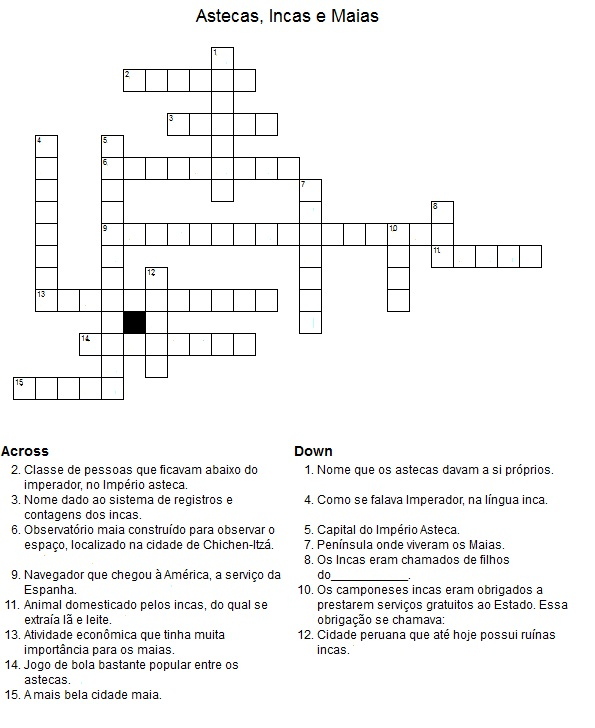 Astecas, Incas e Maias
1
2
3
4
5
6
7
8
9
10
11
12
13
14
15
Across
2. Classe de pessoas que ficavam abaixo do
imperador, no Império asteca.
3. Nome dado ao sistema de registros e
contagens dos incas.
6. Observatório maia construído para observar o
espaço, localizado na cidade de Chichen-Itzá.
9. Navegador que chegou à América, a serviço da
Espanha.
11. Animal domesticado pelos incas, do qual se
extraía lã e leite.
13. Atividade econômica que tinha muita
importância para os maias.
14. Jogo de bola bastante popular entre os
astecas.
15. A mais bela cidade maia.
Down
1. Nome que os astecas davam a si próprios.
4. Como se falava Imperador, na língua inca.
5. Capital do Império Asteca.
7. Península onde viveram os Maias.
8. Os Incas eram chamados de filhos
do___________.
10. Os camponeses incas eram obrigados a
prestarem serviços gratuitos ao Estado. Essa
obrigação se chamava:
12. Cidade peruana que até hoje possui ruínas
incas.